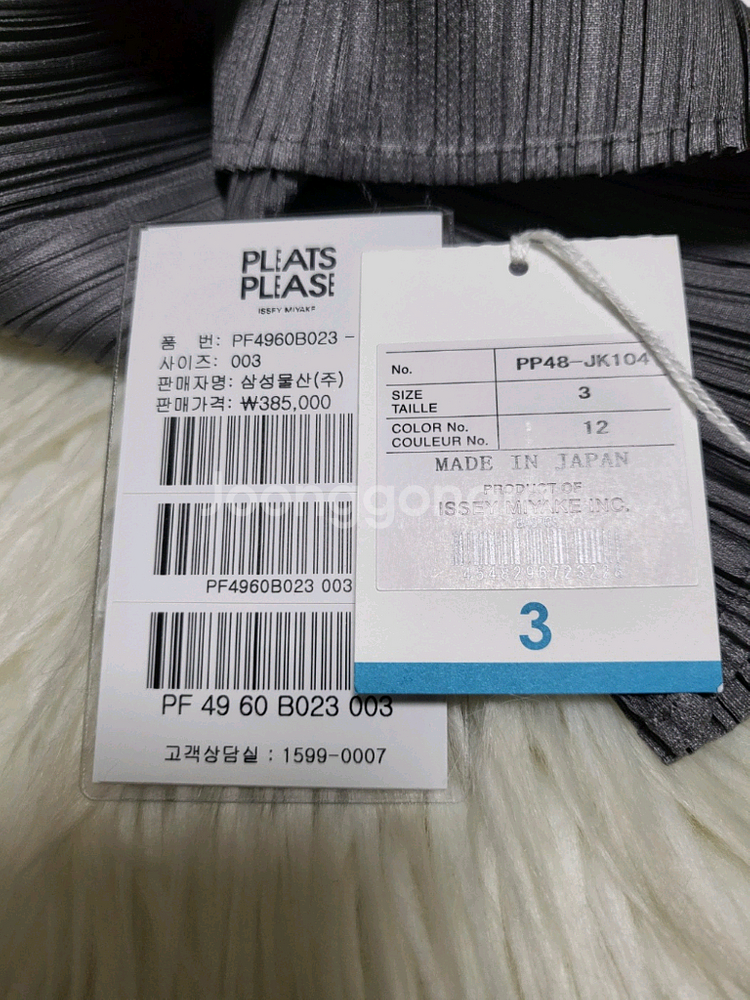 PLEATS
PLEASE
ISSEY MIYAKE
품 번: PF4960B023 -
사이즈: 003
판매자명: 삼성물산(주)
판매가격: ₩385,000
PF4960B023 003
PF 49 60 B023 003
고객상담실 : 1599-0007
No. PP48-JK104
SIZE
TAILLE 3
COLOR No.
COULEUR No. 12
MADE IN JAPAN
PRODUCT OF
ISSEY MIYAKE INC.
3